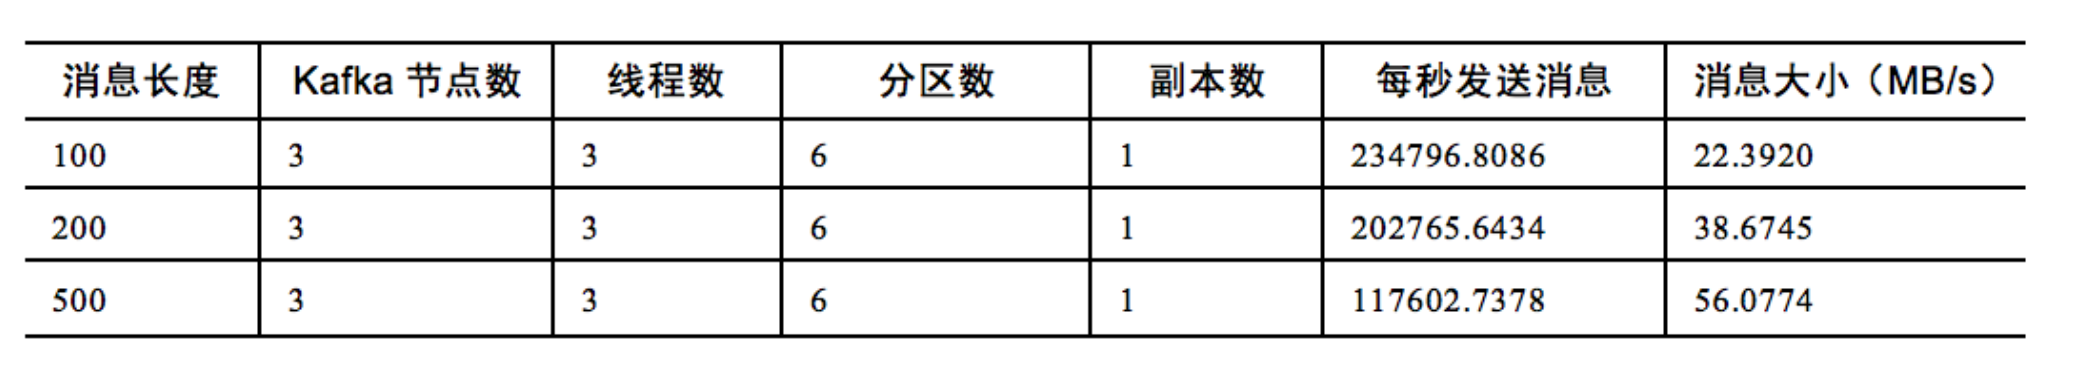 消息长度 Kafka 节点数 线程数 分区数 副本数 每秒发送消息 消息大小（MB/s）
100 3 3 6 1 234796.8086 22.3920
200 3 3 6 1 202765.6434 38.6745
500 3 3 6 1 117602.7378 56.0774